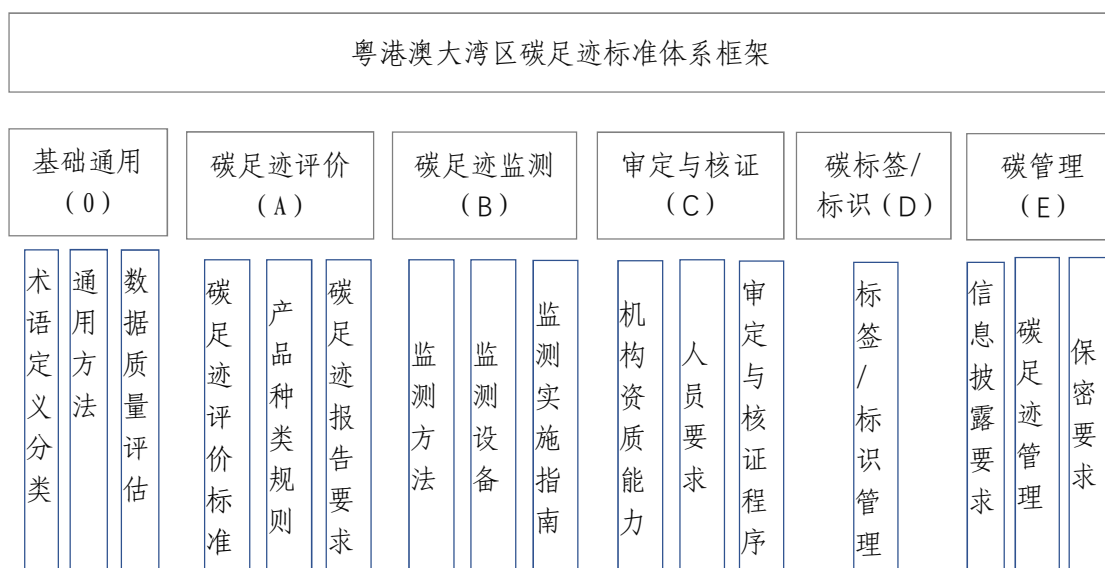 粤港澳大湾区碳足迹标准体系框架
基础通用
(0)
碳足迹评价
(A)
碳足迹监测
(B)
审定与核证
(C)
碳标签/
标识(D)
碳管理
(E)
术语定义分类
通用方法
数据质量评估
碳足迹评价标准
产品种类规则
碳足迹报告要求
监测方法
监测设备
监测实施指南
机构资质能力
人员要求
审定与核证程序
标签/标识管理
信息披露要求
碳足迹管理
保密要求